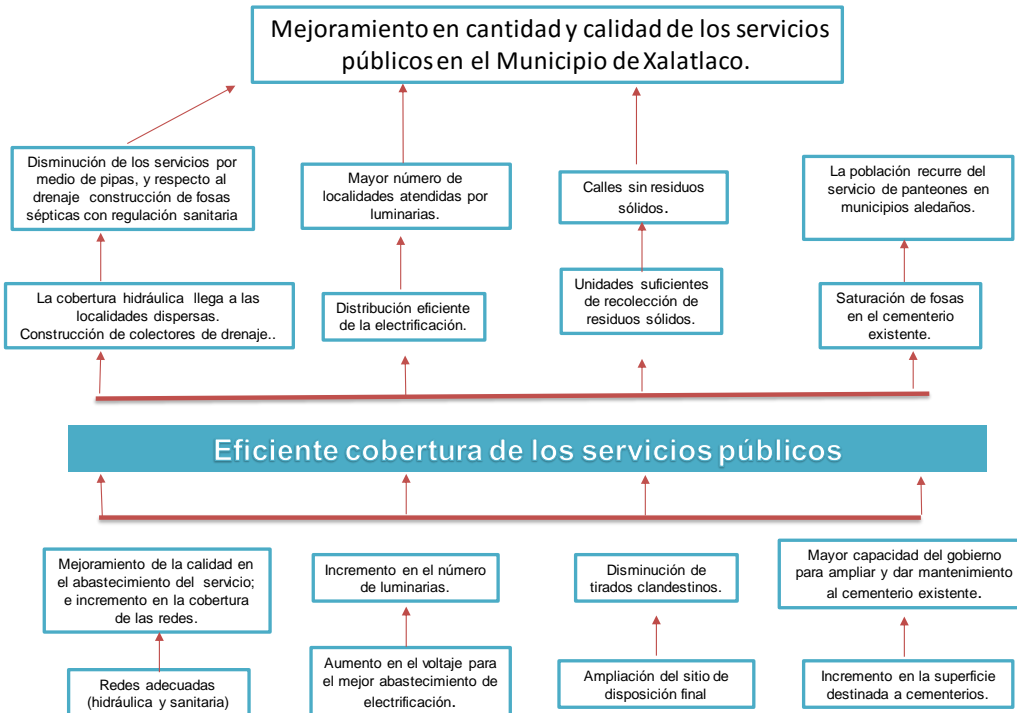 Mejoramiento en cantidad y calidad de los servicios
públicos en el Municipio de Xalatlaco.
Disminución de los servicios por
medio de pipas, y respecto al
drenaje construcción de fosas
sépticas con regulación sanitaria
Mayor número de
localidades atendidas por
luminarias.
Calles sin residuos
sólidos.
La población recurre del
servicio de panteones en
municipios aledaños.
La cobertura hidráulica llega a las
localidades dispersas.
Construcción de colectores de drenaje..
Distribución eficiente
de la electrificación.
Unidades suficientes
de recolección de
residuos sólidos.
Saturación de fosas
en el cementerio
existente.
Eficiente cobertura de los servicios públicos
Mejoramiento de la calidad en
el abastecimiento del servicio;
e incremento en la cobertura
de las redes.
Incremento en el número
de luminarias.
Disminución de
tirados clandestinos.
Mayor capacidad del gobierno
para ampliar y dar mantenimiento
al cementerio existente.
Redes adecuadas
(hidráulica y sanitaria)
Aumento en el voltaje para
el mejor abastecimiento de
electrificación.
Ampliación del sitio de
disposición final
Incremento en la superficie
destinada a cementerios.